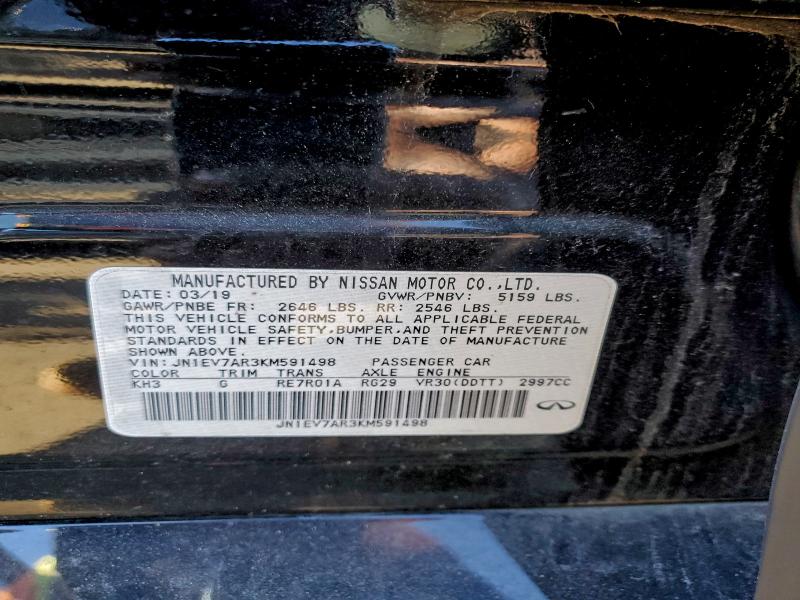 MANUFACTURED BY NISSAN MOTOR CO.,LTD.
DATE: 03/19 GVWR/PNBV: 5159 LBS.
GAWR/PNBE FR: 2646 LBS. RR: 2546 LBS.
THIS VEHICLE CONFORMS TO ALL APPLICABLE FEDERAL
MOTOR VEHICLE SAFETY,BUMPER,AND THEFT PREVENTION
STANDARDS IN EFFECT ON THE DATE OF MANUFACTURE
SHOWN ABOVE.
VIN: JN1EV7AR3KM591498 PASSENGER CAR
COLOR TRIM TRANS AXLE ENGINE
KH3 G RE7R01A RG29 VR30(DDTT) 2997CC
JN1EV7AR3KM591498